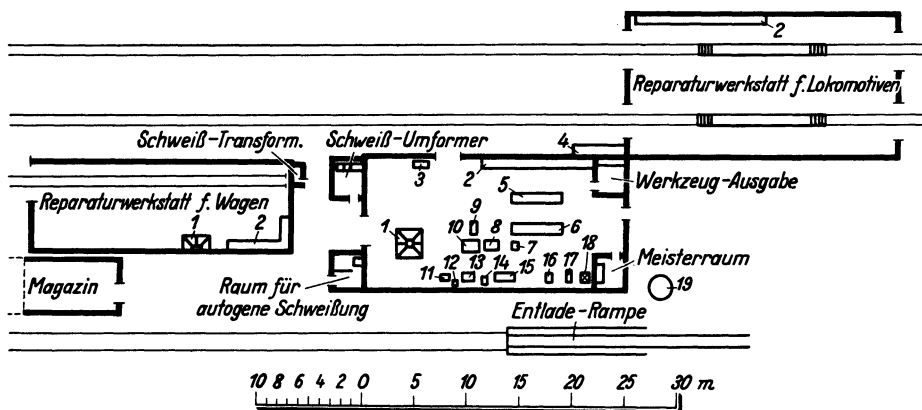 2
Reparaturwerkstatt f. Lokomotiven
Schweiß-Transform.
Schweiß-Umformer
4
3
2
Werkzeug-Ausgabe
Reparaturwerkstatt f. Wagen
5
1
2
9
6
1
10
8
7
Meisterraum
Magazin
Raum für
autogene Schweißung
11
12
13
14
15
16
17
18
19
Entlade-Rampe
10 8 6 4 2 0 5 10 15 20 25 30 m